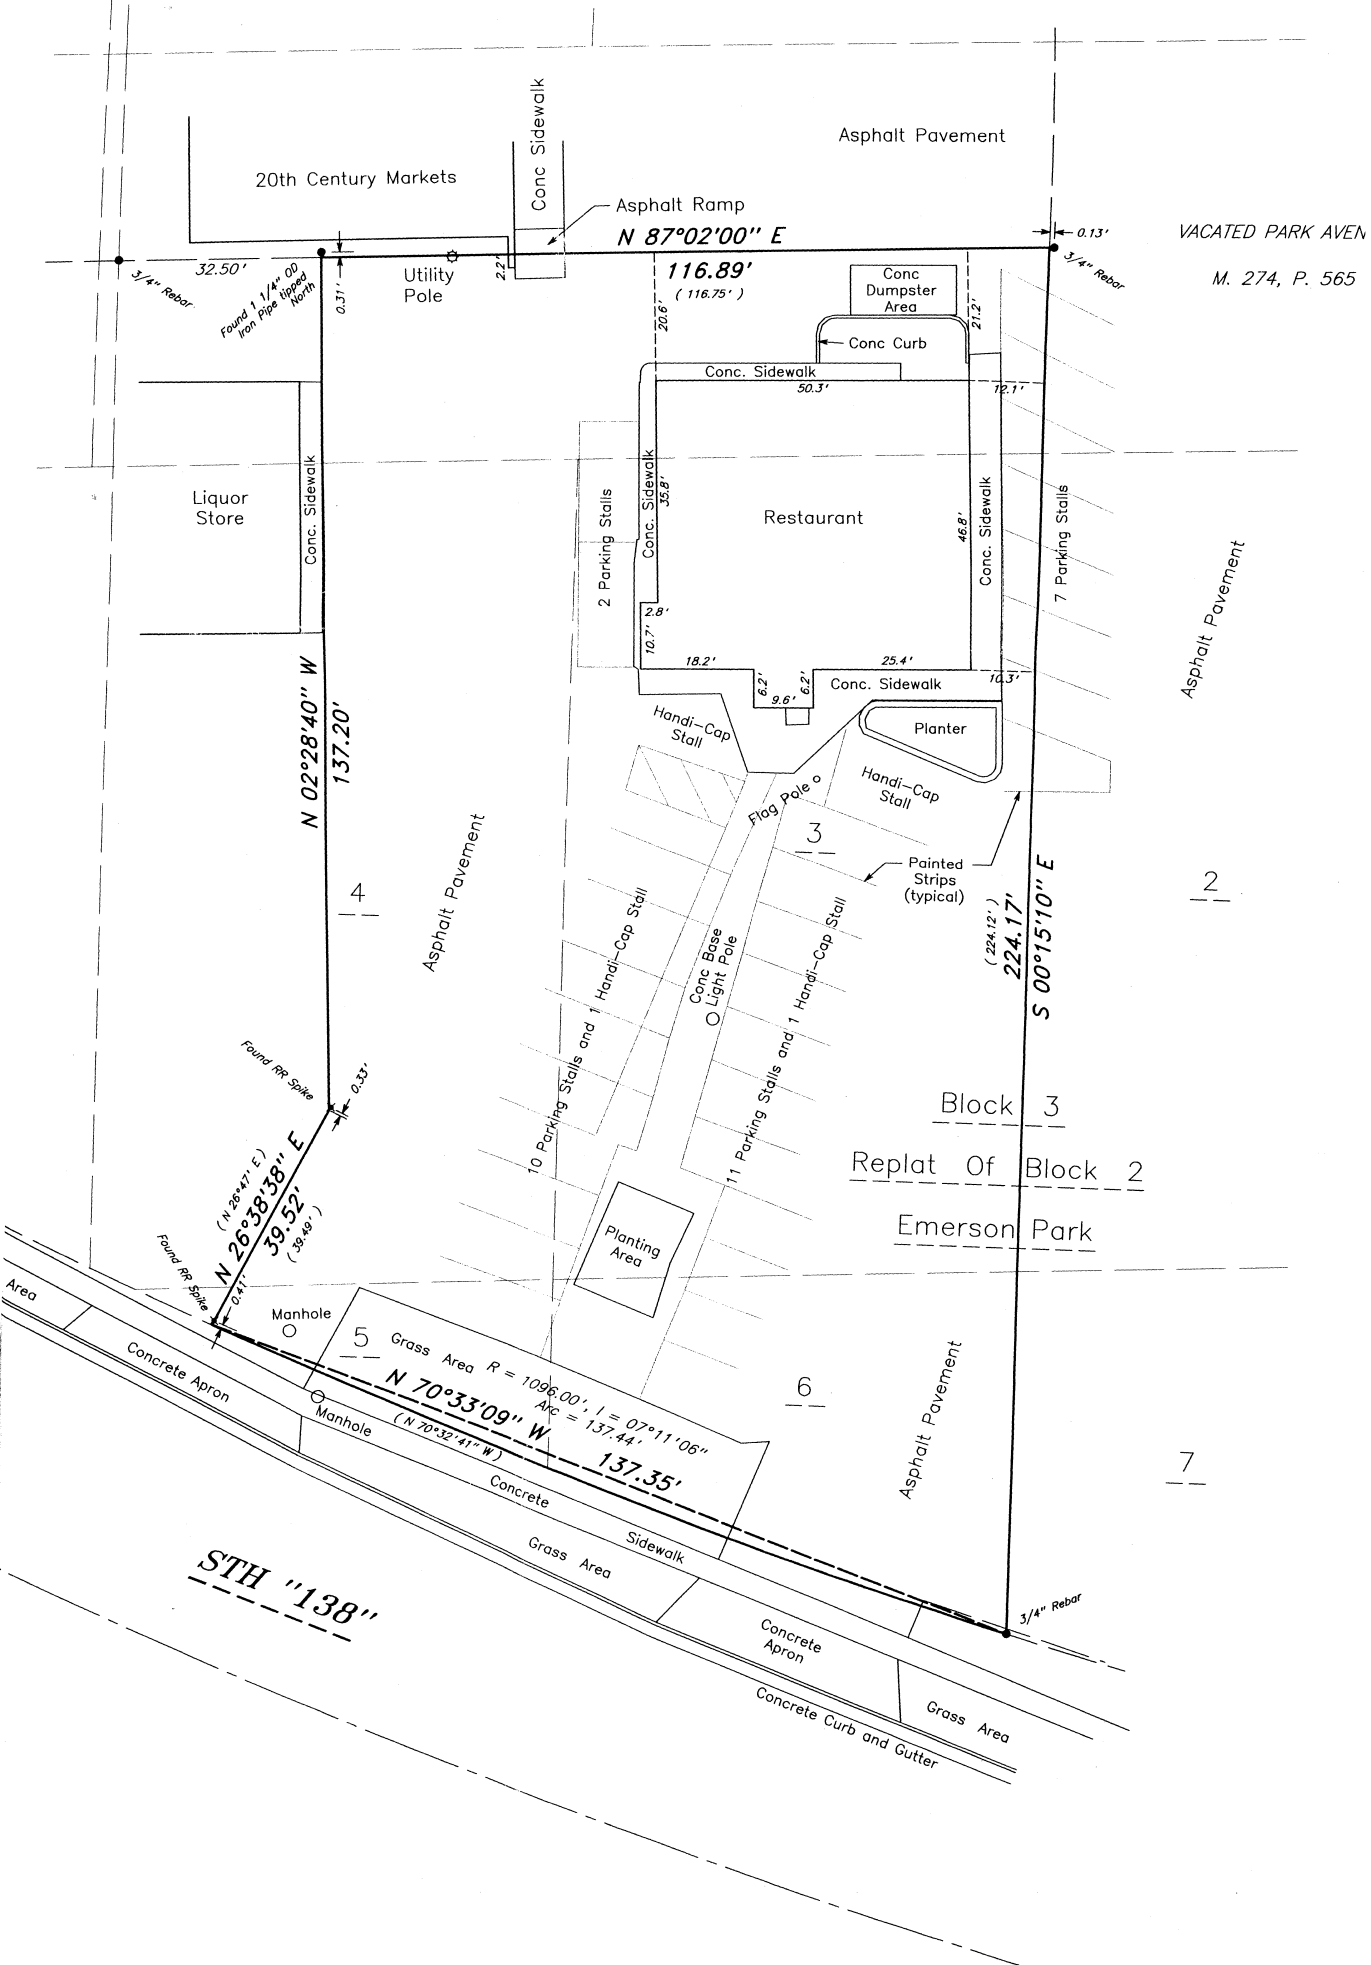 Conc Sidewalk
Asphalt Pavement
20th Century Markets
Asphalt Ramp
N 87°02'00" E
116.89'
( 116.75' )
0.13'
3/4" Rebar
VACATED PARK AVEN
M. 274, P. 565
32.50'
3/4" Rebar
Found 1 1/4" OD
Iron Pipe tipped
North
0.31'
Utility
Pole
2.2'
20.6'
Conc
Dumpster
Area
21.2'
Conc Curb
Conc. Sidewalk
50.3'
12.1'
Liquor
Store
Conc. Sidewalk
2 Parking Stalls
Conc. Sidewalk
35.8'
Restaurant
46.8'
Conc. Sidewalk
7 Parking Stalls
Asphalt Pavement
2.8'
10.7'
18.2'
6.2'
9.6'
6.2'
25.4'
10.3'
Conc. Sidewalk
N 02°28'40" W
137.20'
Handi-Cap
Stall
Planter
Handi-Cap
Stall
Flag Pole
3
Painted
Strips
(typical)
4
2
Asphalt Pavement
( 224.12' )
224.17'
S 00°15'10" E
Conc Base
Light Pole
10 Parking Stalls and 1 Handi-Cap Stall
11 Parking Stalls and 1 Handi-Cap Stall
Found RR Spike
0.33'
Block 3
Replat Of Block 2
Emerson Park
( N 26°47' E )
N 26°38'38" E
39.52'
( 39.49' )
Found RR Spike
0.41'
Planting
Area
Manhole
5
Grass Area
R = 1096.00', I = 07°11'06"
Arc = 137.44'
N 70°33'09" W
137.35'
( N 70°32'41" W )
6
7
Asphalt Pavement
Area
Concrete Apron
Manhole
Concrete
Sidewalk
Grass Area
STH "138"
3/4" Rebar
Concrete
Apron
Grass Area
Concrete Curb and Gutter